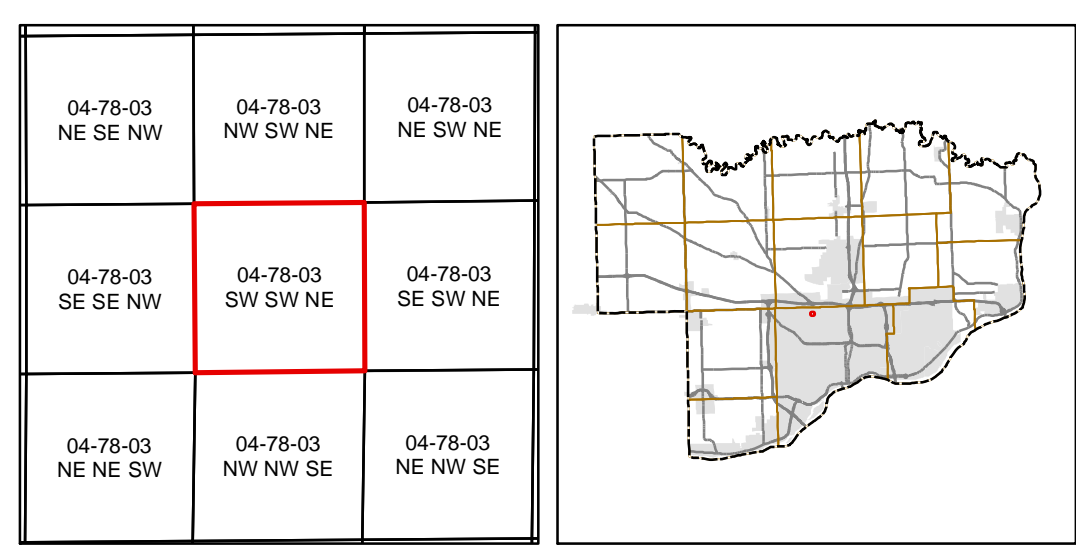 04-78-03
NE SE NW
04-78-03
NW SW NE
04-78-03
NE SW NE
04-78-03
SE SE NW
04-78-03
SW SW NE
04-78-03
SE SW NE
04-78-03
NE NE SW
04-78-03
NW NW SE
04-78-03
NE NW SE